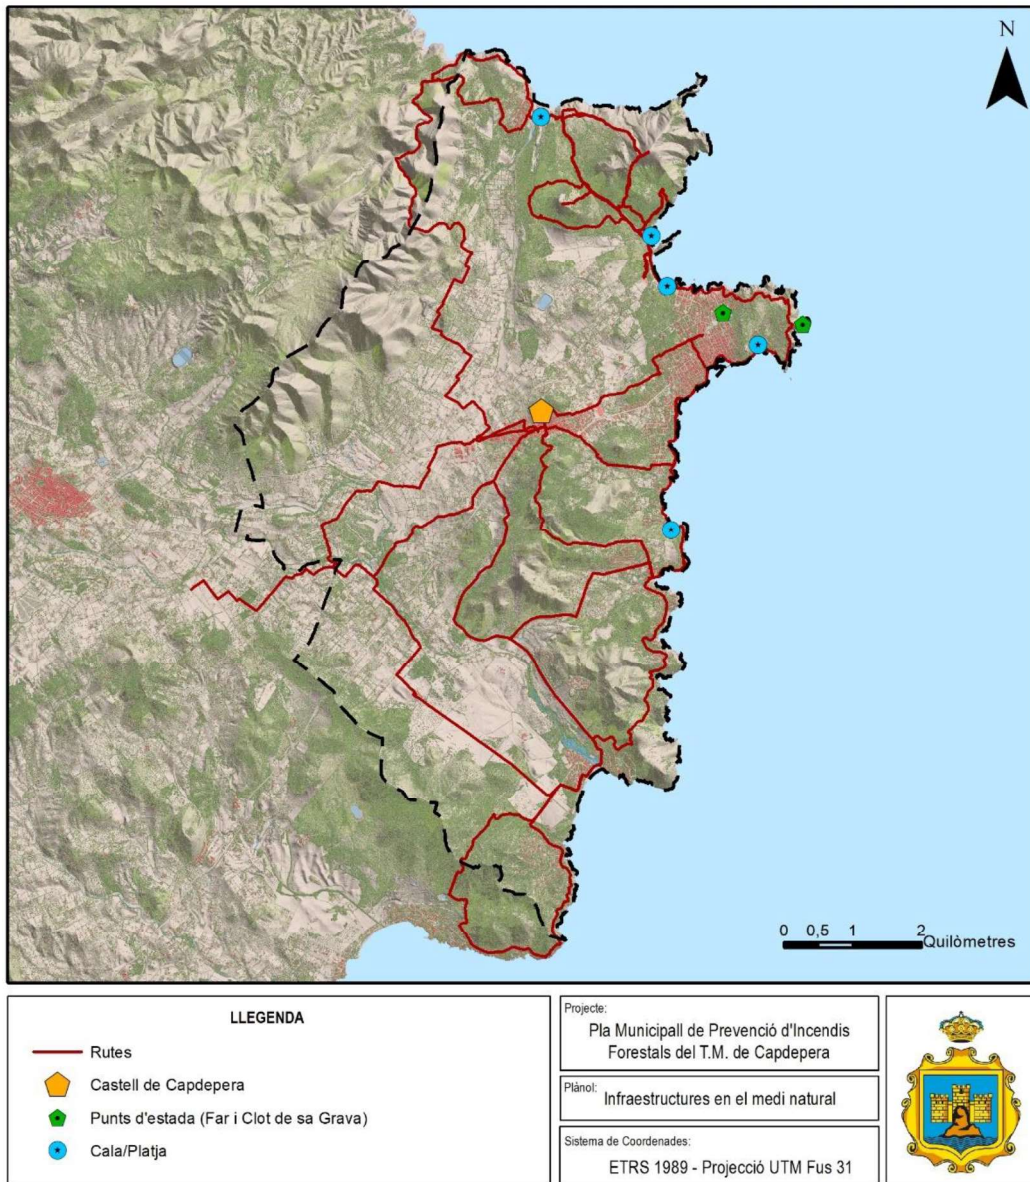 N
0 0,5 1 2
Quilòmetres
LLEGENDA
Rutes
Castell de Capdepera
Punts d'estada (Far i Clot de sa Grava)
Cala/Platja
Projecte:
Pla Municipall de Prevenció d'Incendis
Forestals del T.M. de Capdepera
Plànol:
Infraestructures en el medi natural
Sistema de Coordenades:
ETRS 1989 - Projecció UTM Fus 31